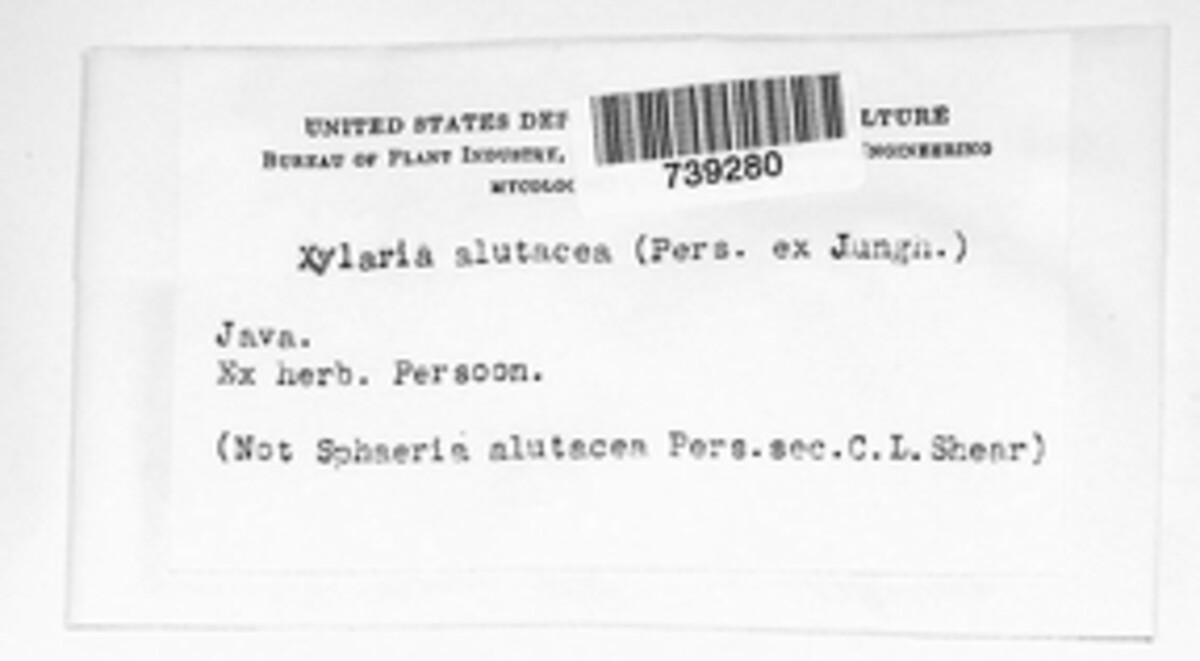 UNITED STATES DEP LTURE
BUREAU OF PLANT INDUSTRY, ENGINEERING
MYCOLOG
739280
Xylaria alutacea (Pers. ex Jungh.)
Java.
Ex herb. Persoon.
(Not Sphaeria alutacea Pers.sec.C.L.Shear)